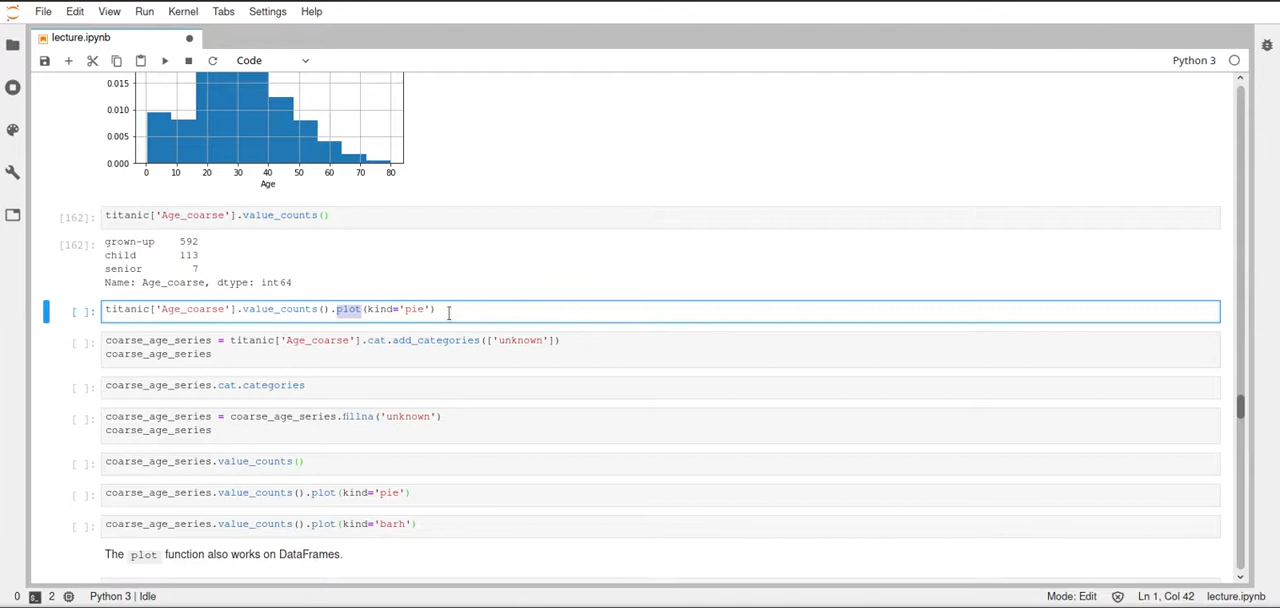 File Edit View Run Kernel Tabs Settings Help
lecture.ipynb
Code
Python 3
0.015
0.010
0.005
0.000
0 10 20 30 40 50 60 70 80
Age
[162]: titanic['Age_coarse'].value_counts()
[162]: grown-up 592
child 113
senior 7
Name: Age_coarse, dtype: int64
[ ]: titanic['Age_coarse'].value_counts().plot(kind='pie')
[ ]: coarse_age_series = titanic['Age_coarse'].cat.add_categories(['unknown'])
coarse_age_series
[ ]: coarse_age_series.cat.categories
[ ]: coarse_age_series = coarse_age_series.fillna('unknown')
coarse_age_series
[ ]: coarse_age_series.value_counts()
[ ]: coarse_age_series.value_counts().plot(kind='pie')
[ ]: coarse_age_series.value_counts().plot(kind='barh')
The plot function also works on DataFrames.
0 2 Python 3 | Idle Mode: Edit Ln 1, Col 42 lecture.ipynb